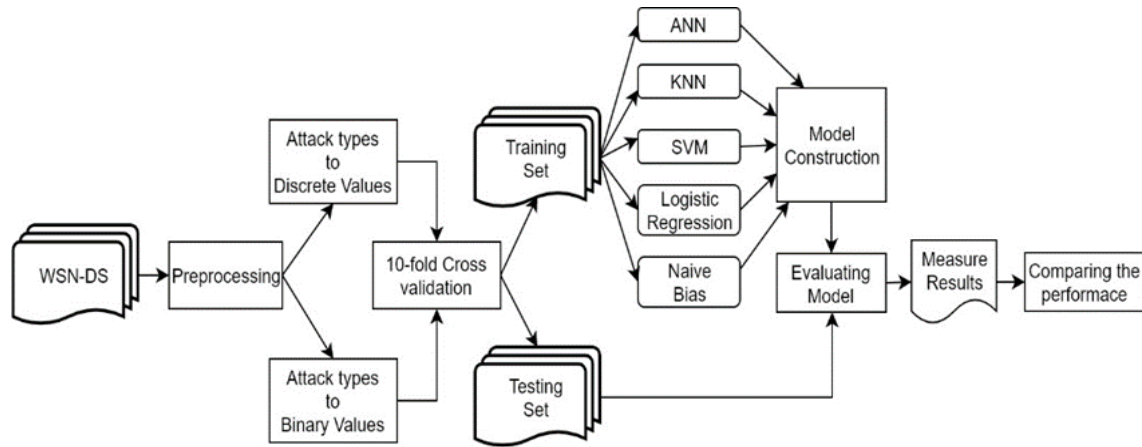 WSN-DS
Preprocessing
Attack types
to
Discrete Values
Attack types
to
Binary Values
10-fold Cross
validation
Training
Set
Testing
Set
ANN
KNN
SVM
Logistic
Regression
Naive
Bias
Model
Construction
Evaluating
Model
Measure
Results
Comparing the
performace